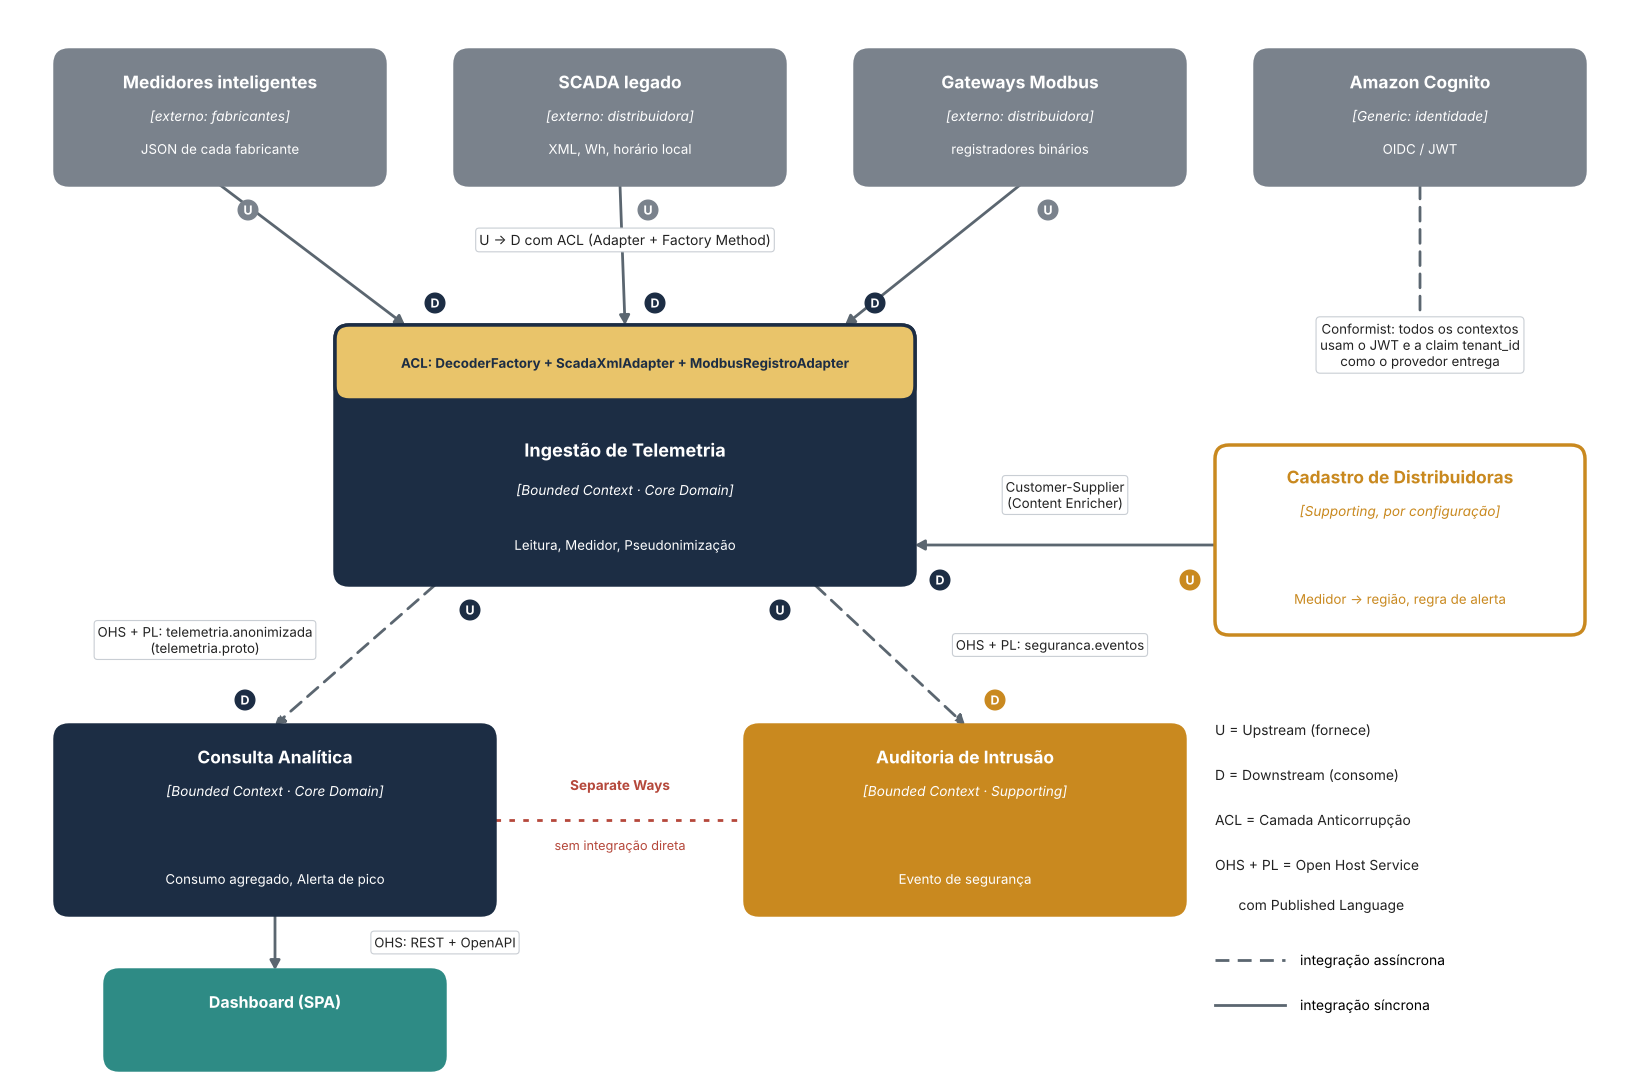 Medidores inteligentes
[externo: fabricantes]
JSON de cada fabricante
SCADA legado
[externo: distribuidora]
XML, Wh, horário local
Gateways Modbus
[externo: distribuidora]
registradores binários
Amazon Cognito
[Generic: identidade]
OIDC / JWT
U
U
U
U → D com ACL (Adapter + Factory Method)
D
D
D
Conformist: todos os contextos
usam o JWT e a claim tenant_id
como o provedor entrega
ACL: DecoderFactory + ScadaXmlAdapter + ModbusRegistroAdapter
Ingestão de Telemetria
[Bounded Context · Core Domain]
Leitura, Medidor, Pseudonimização
Customer-Supplier
(Content Enricher)
D
U
Cadastro de Distribuidoras
[Supporting, por configuração]
Medidor → região, regra de alerta
U
U
OHS + PL: telemetria.anonimizada
(telemetria.proto)
OHS + PL: seguranca.eventos
D
D
Consulta Analítica
[Bounded Context · Core Domain]
Consumo agregado, Alerta de pico
Separate Ways
sem integração direta
Auditoria de Intrusão
[Bounded Context · Supporting]
Evento de segurança
OHS: REST + OpenAPI
Dashboard (SPA)
U = Upstream (fornece)
D = Downstream (consome)
ACL = Camada Anticorrupção
OHS + PL = Open Host Service
com Published Language
integração assíncrona
integração síncrona